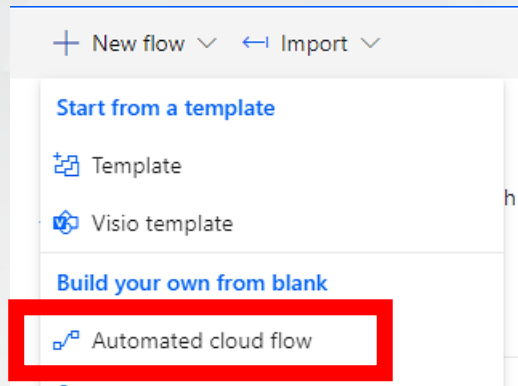 New flow Import
Start from a template
Template
Visio template
Build your own from blank
Automated cloud flow